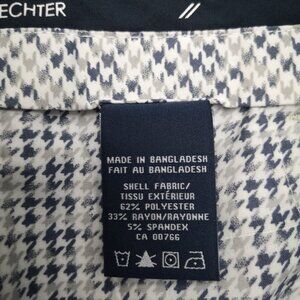 ECHTER //
MADE IN BANGLADESH
FAIT AU BANGLADESH
SHELL FABRIC/
TISSU EXTÉRIEUR
62% POLYESTER
33% RAYON/RAYONNE
5% SPANDEX
CA 00766